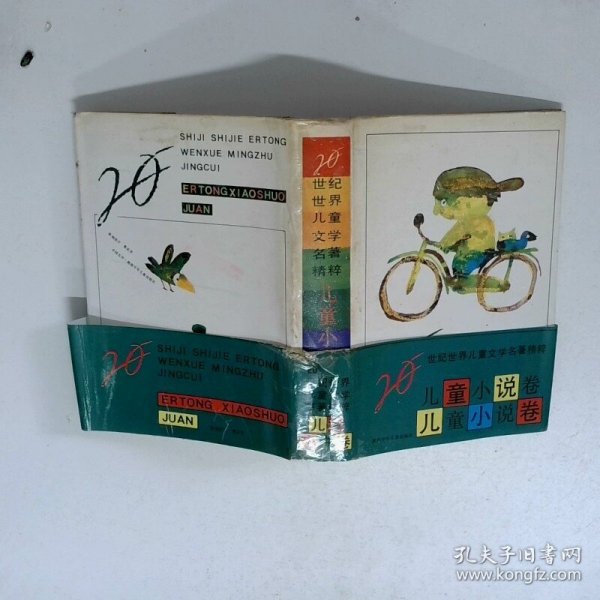 20
SHIJI SHIJIE ERTONG
WENXUE MINGZHU
JINGCUI
ERTONG XIAOSHUO
JUAN
20
SHIJI SHIJIE ERTONG
WENXUE MINGZHU
JINGCUI
ERTONG XIAOSHUO
JUAN
20
世纪
世界
儿童
文学
名著
精粹
儿童小
卷
20
世纪世界儿童文学名著精粹
儿童小说卷
儿童小说卷
孔夫子旧书网
www.kongfz.com